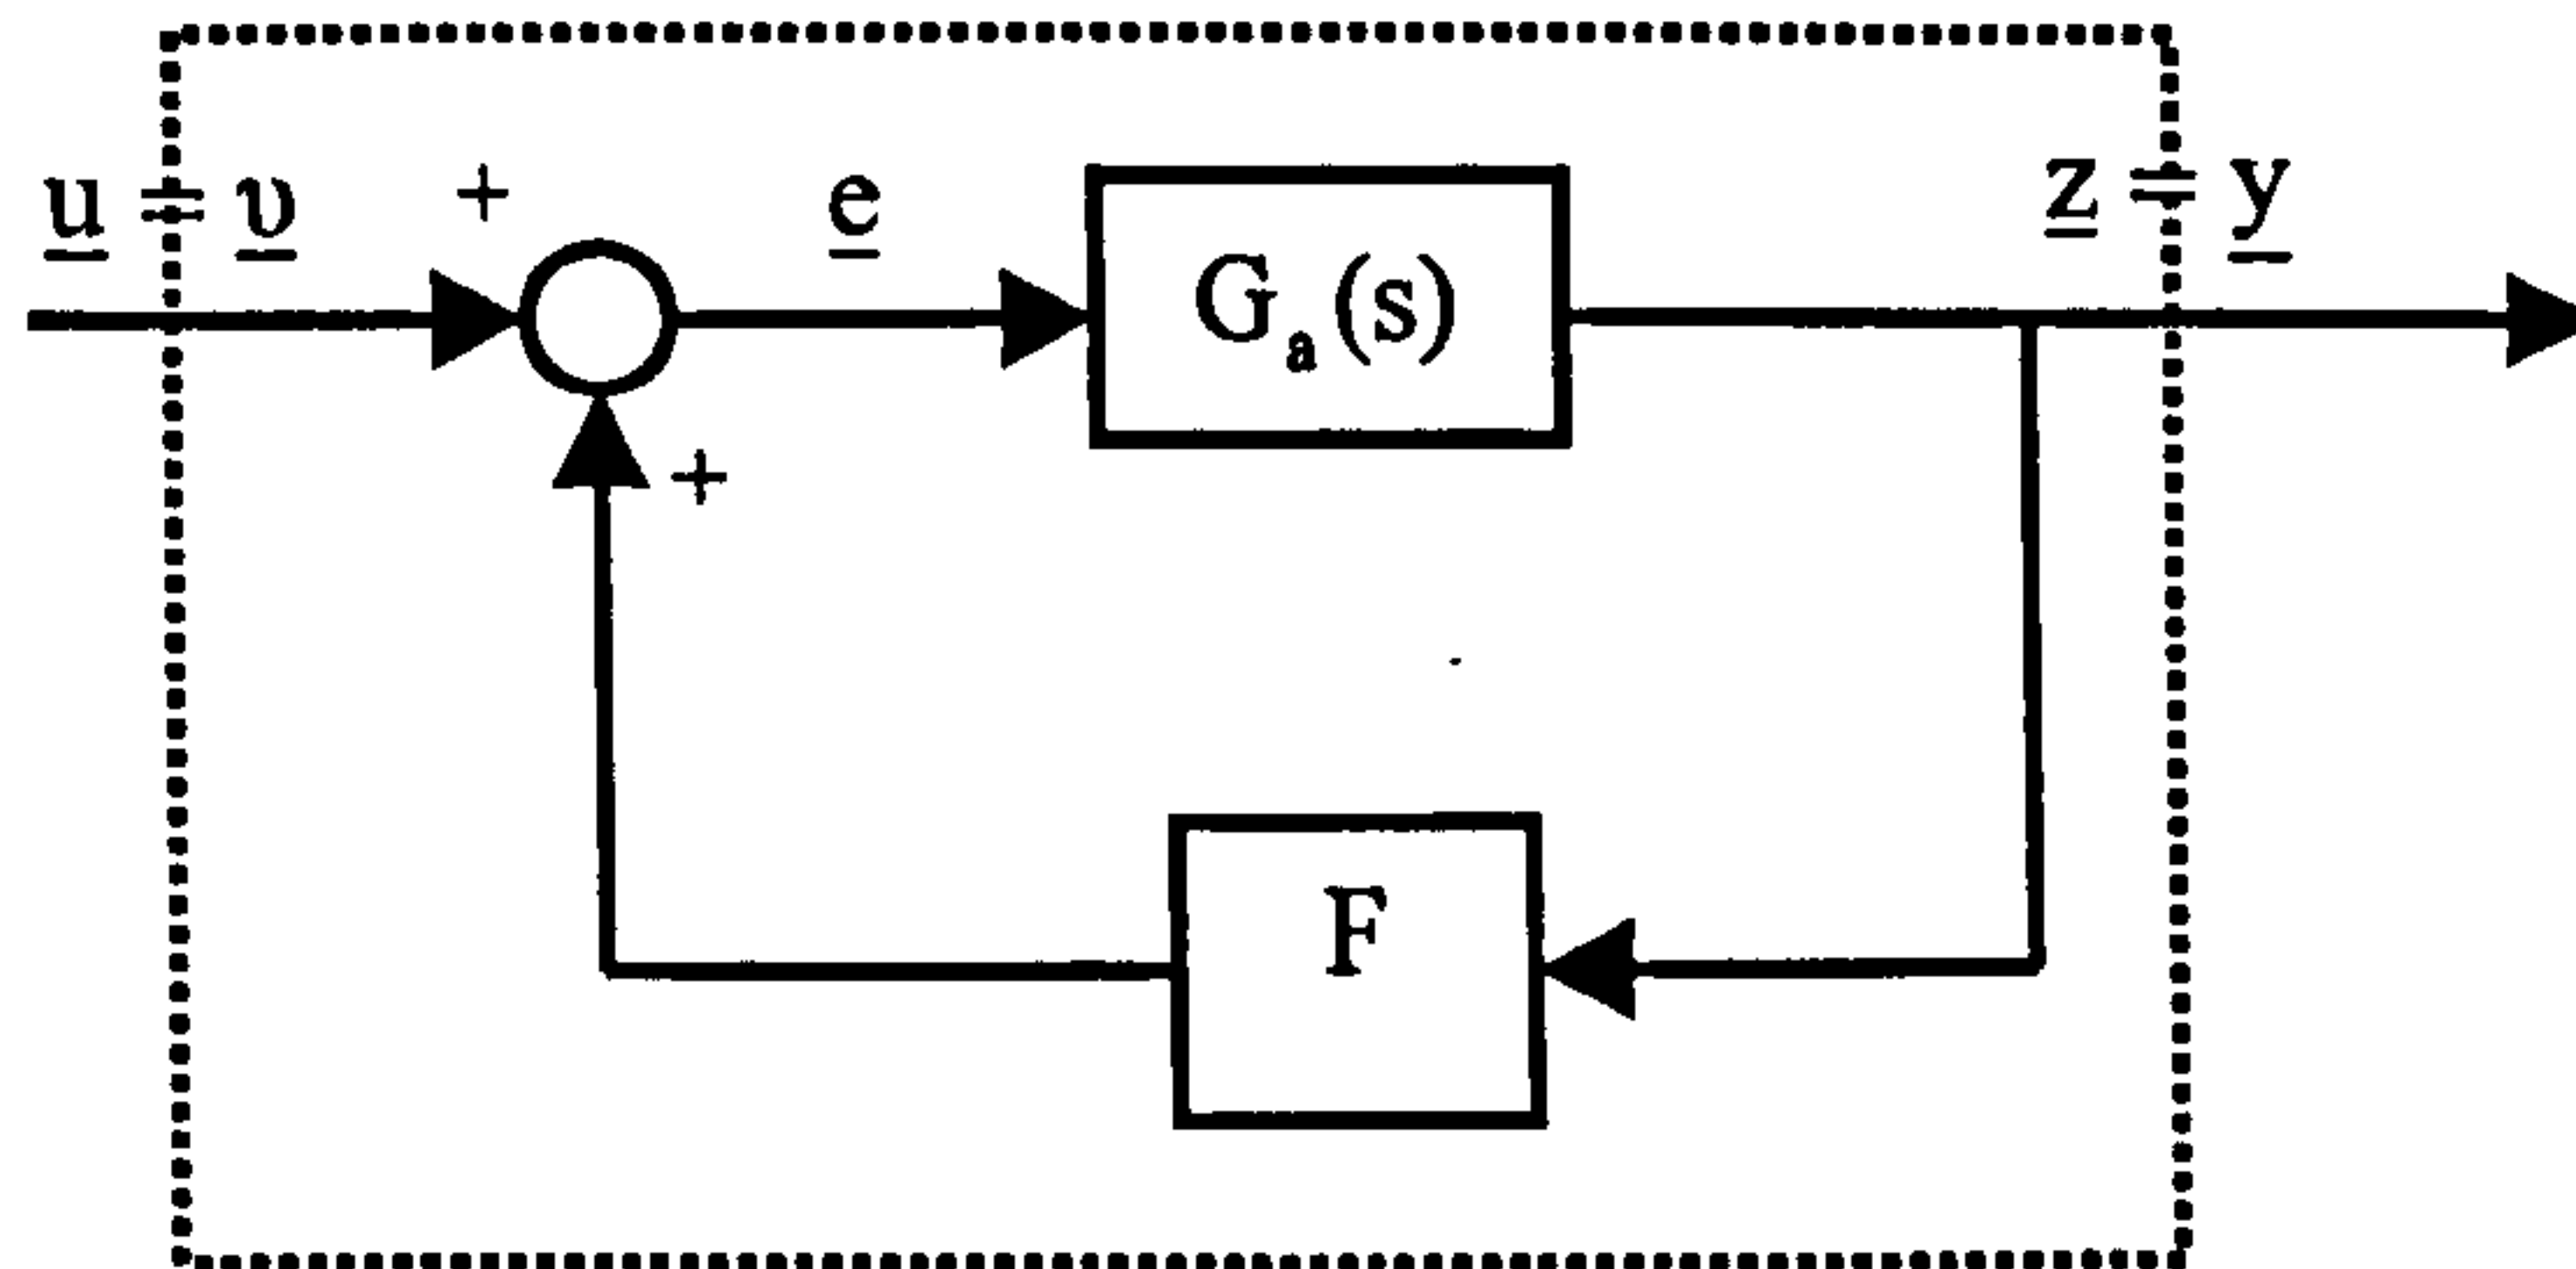 u = υ + e z = y
Gₐ(s)
+
F